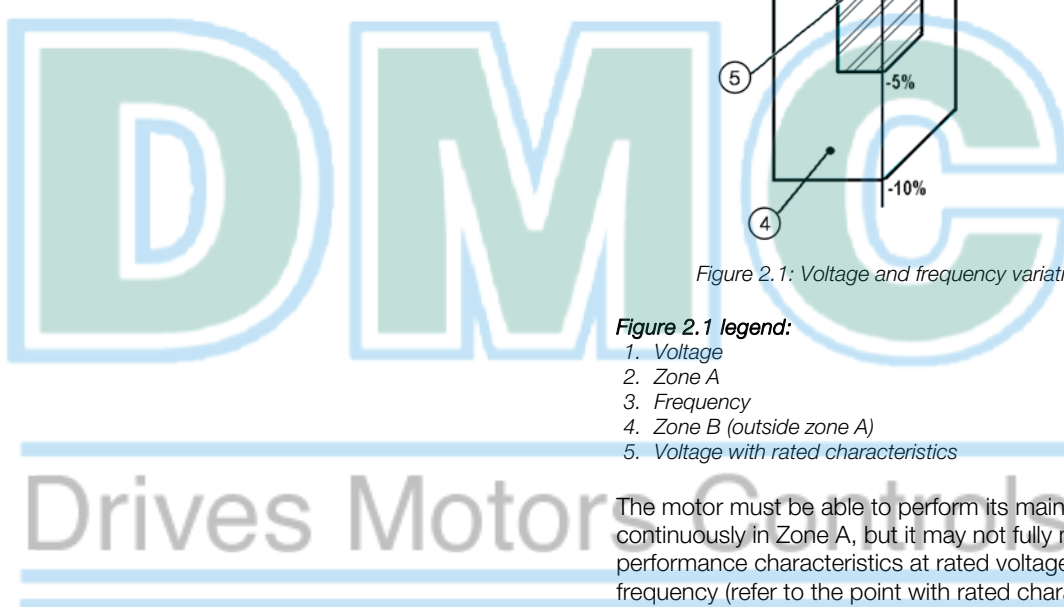 5
-5%
-10%
4
Figure 2.1: Voltage and frequency
Figure 2.1 legend:
1. Voltage
2. Zone A
3. Frequency
4. Zone B (outside zone A)
5. Voltage with rated characteristics
The motor must be able to perform its main
continuously in Zone A, but it may not fully
performance characteristics at rated voltage
frequency (refer to the point with rated
DMC
Drives Motors Controls